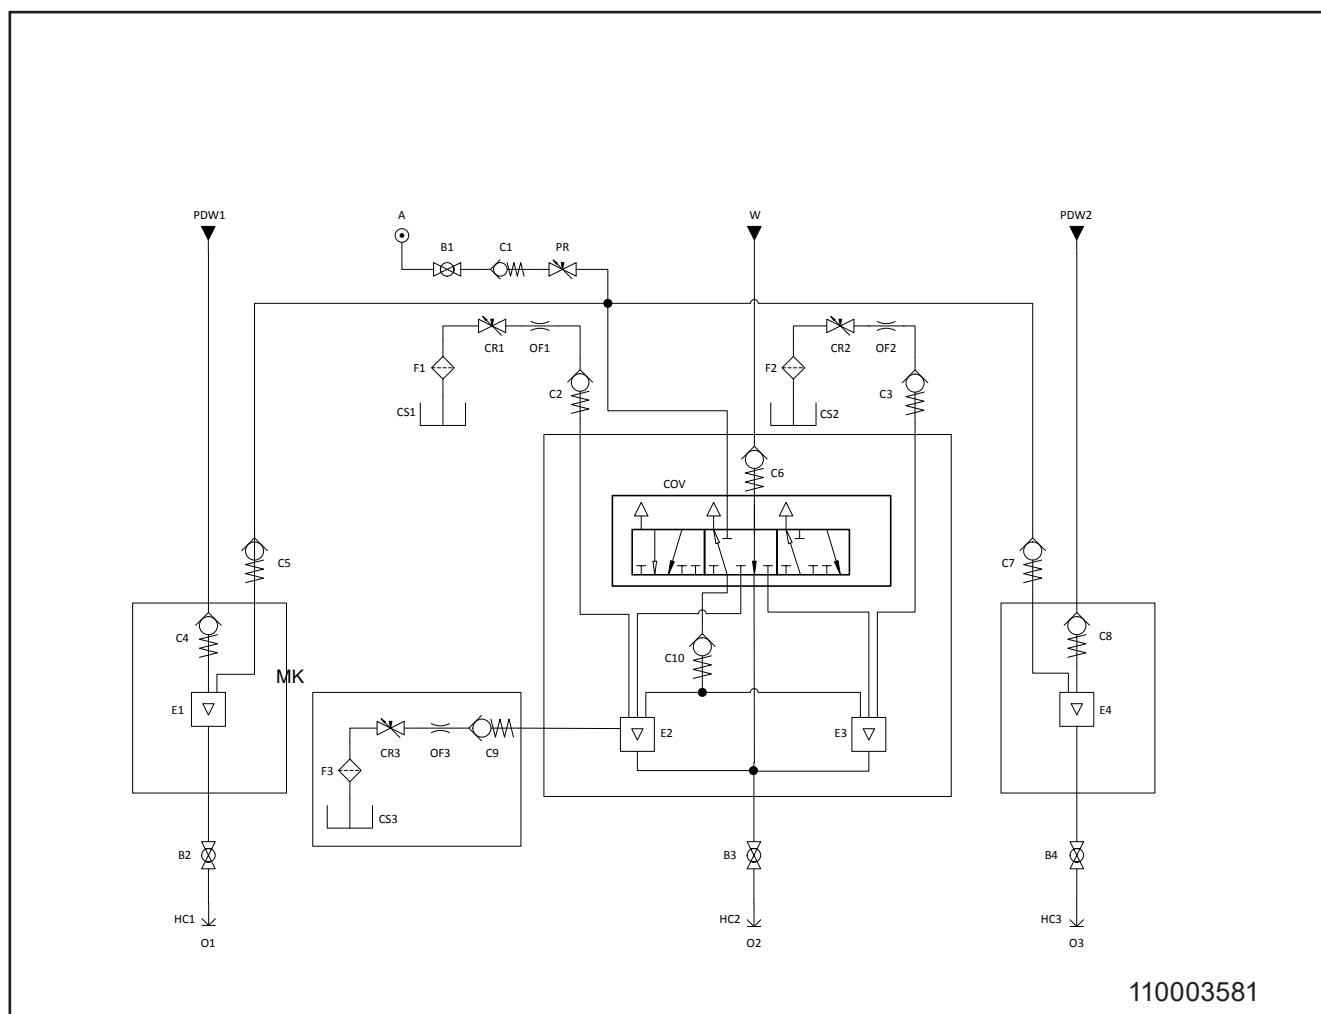 PDW1
A
W
PDW2
B1
C1
PR
CR1
OF1
CR2
OF2
F1
C2
F2
C3
CS1
CS2
C6
COV
C5
C7
C4
C8
C10
MK
E1
E2
E3
E4
CR3
OF3
C9
F3
CS3
B2
B3
B4
HC1
HC2
HC3
O1
O2
O3
110003581